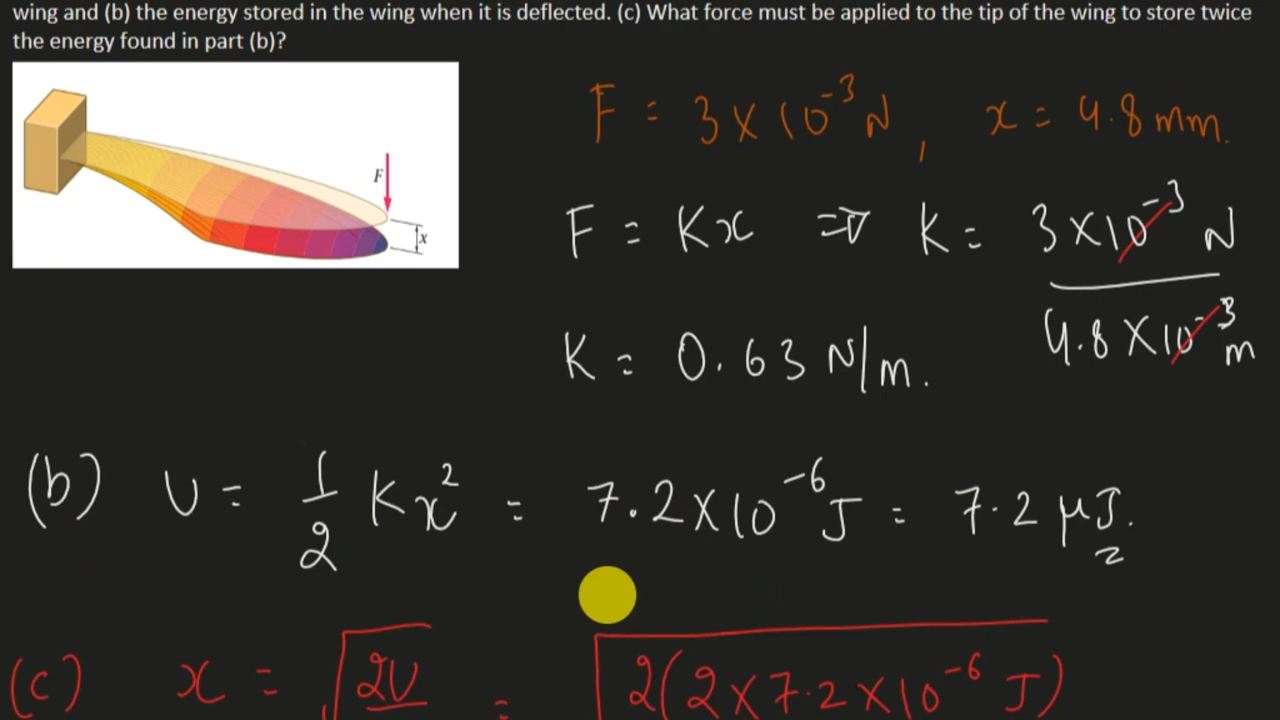 wing and (b) the energy stored in the wing when it is deflected. (c) What force must be applied to the tip of the wing to store twice
the energy found in part (b)?
F = 3 × 10⁻³ N, x = 4.8 mm.
F
x
F = Kx ⇒ K = 3 × 10⁻³ N / 4.8 × 10⁻³ m
K = 0.63 N/m.
(b) U = 1/2 Kx² = 7.2 × 10⁻⁶ J = 7.2 μJ.
(c) x = √2U = √2(2 × 7.2 × 10⁻⁶ J)